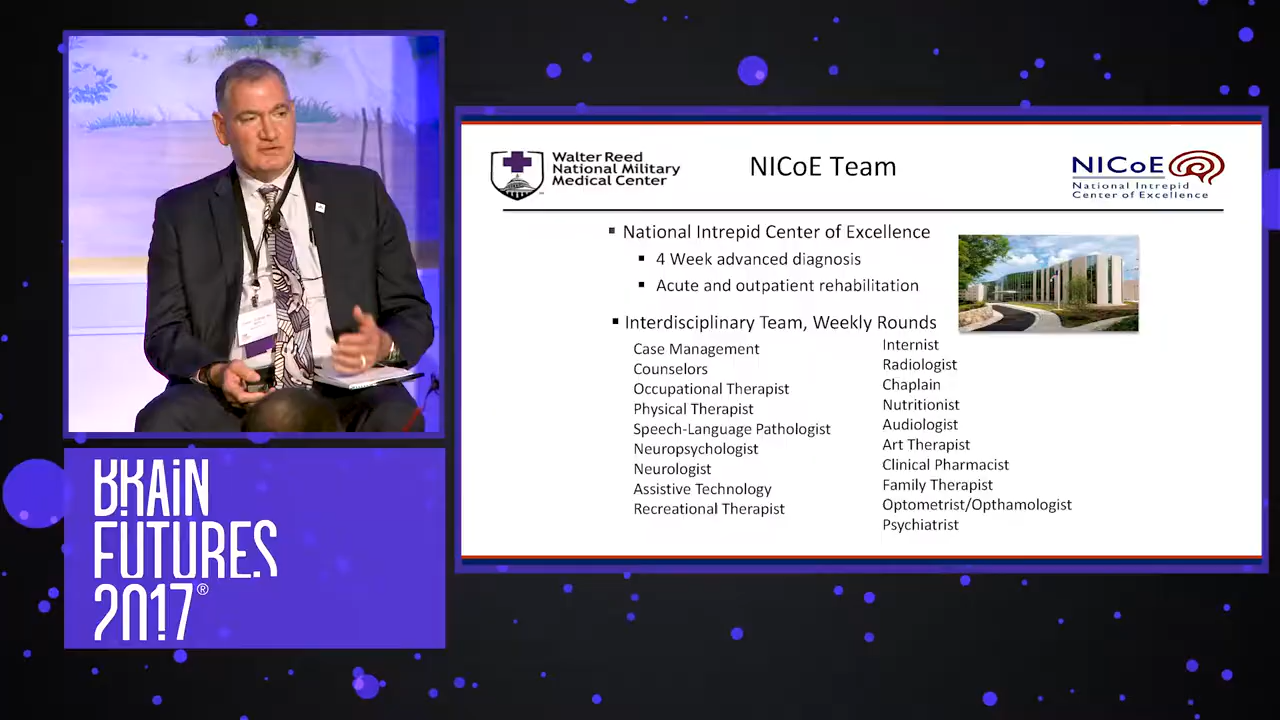 BRAIN
FUTURES
2017®
Walter Reed
National Military
Medical Center
NICoE Team
NICoE
National Intrepid
Center of Excellence
National Intrepid Center of Excellence
4 Week advanced diagnosis
Acute and outpatient rehabilitation
Interdisciplinary Team, Weekly Rounds
Case Management
Counselors
Occupational Therapist
Physical Therapist
Speech-Language Pathologist
Neuropsychologist
Neurologist
Assistive Technology
Recreational Therapist
Internist
Radiologist
Chaplain
Nutritionist
Audiologist
Art Therapist
Clinical Pharmacist
Family Therapist
Optometrist/Opthamologist
Psychiatrist